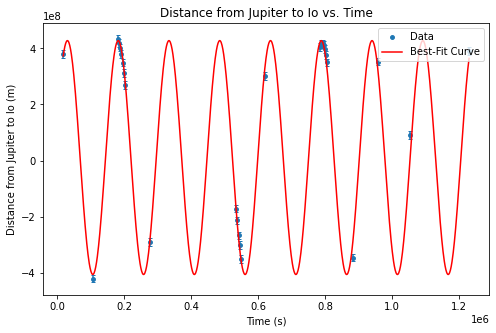 Distance from Jupiter to Io vs. Time
1e8
Data
Best-Fit Curve
4
2
0
−2
−4
Distance from Jupiter to Io (m)
0.0 0.2 0.4 0.6 0.8 1.0 1.2
1e6
Time (s)